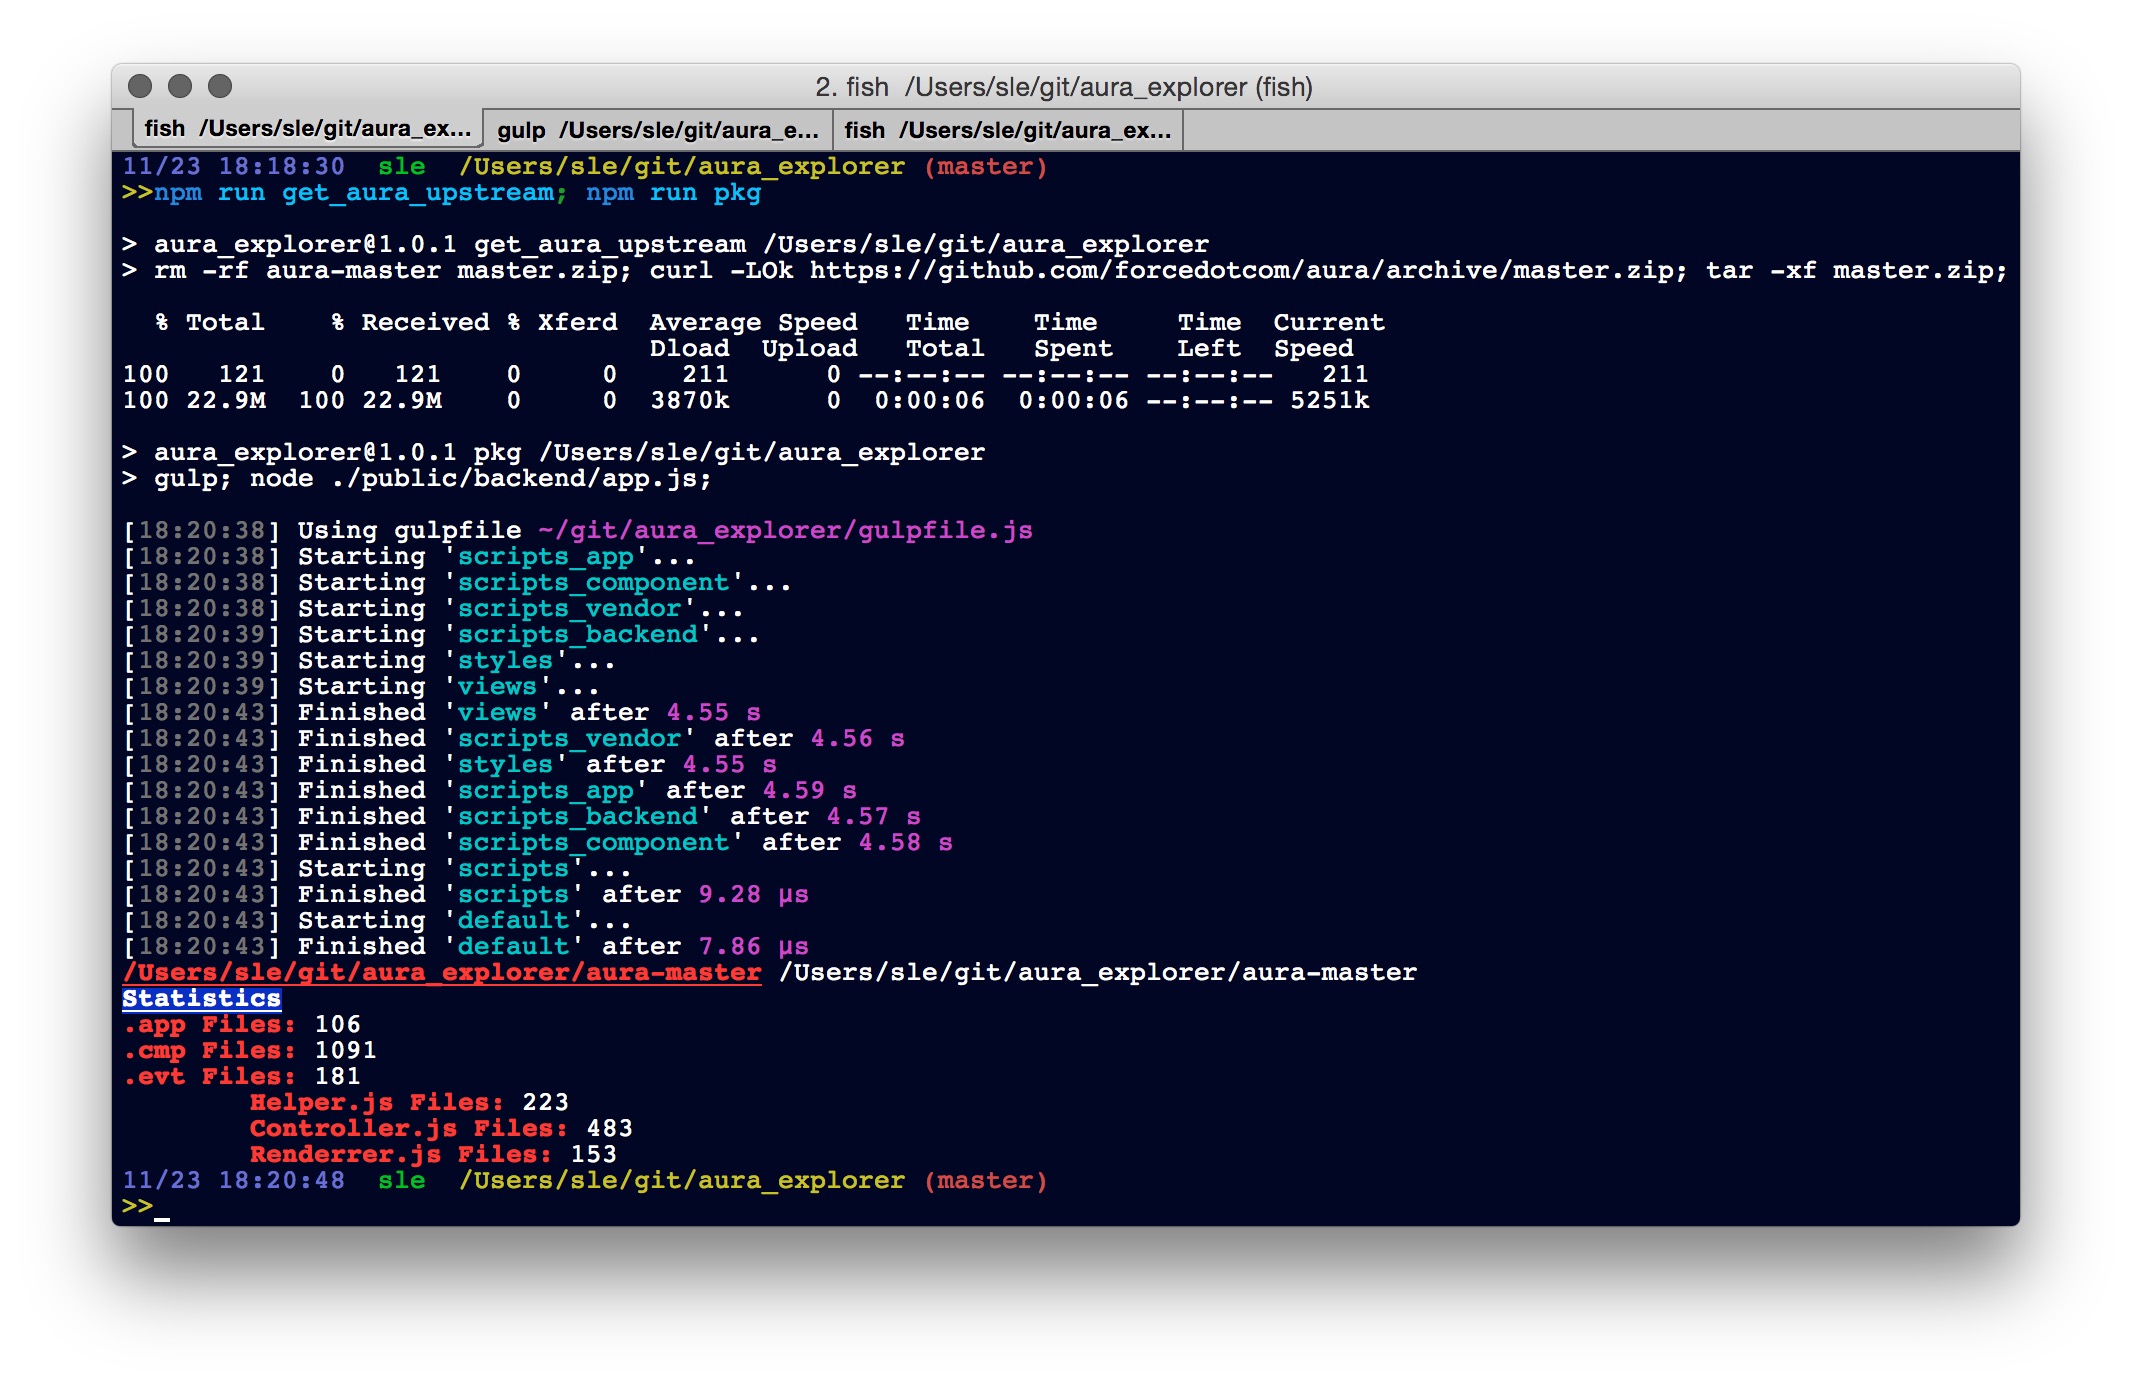 2. fish  /Users/sle/git/aura_explorer (fish)
fish  /Users/sle/git/aura_ex... gulp  /Users/sle/git/aura_e... fish  /Users/sle/git/aura_ex...
11/23 18:18:30  sle  /Users/sle/git/aura_explorer (master)
>>npm run get_aura_upstream; npm run pkg
> aura_explorer@1.0.1 get_aura_upstream /Users/sle/git/aura_explorer
> rm -rf aura-master master.zip; curl -LOk https://github.com/forcedotcom/aura/archive/master.zip; tar -xf master.zip;
  % Total    % Received % Xferd  Average Speed   Time    Time     Time  Current
                                 Dload  Upload   Total   Spent    Left  Speed
100   121    0   121    0     0    211      0 --:--:-- --:--:-- --:--:--   211
100 22.9M  100 22.9M    0     0  3870k      0  0:00:06  0:00:06 --:--:-- 5251k
> aura_explorer@1.0.1 pkg /Users/sle/git/aura_explorer
> gulp; node ./public/backend/app.js;
[18:20:38] Using gulpfile ~/git/aura_explorer/gulpfile.js
[18:20:38] Starting 'scripts_app'...
[18:20:38] Starting 'scripts_component'...
[18:20:38] Starting 'scripts_vendor'...
[18:20:39] Starting 'scripts_backend'...
[18:20:39] Starting 'styles'...
[18:20:39] Starting 'views'...
[18:20:43] Finished 'views' after 4.55 s
[18:20:43] Finished 'scripts_vendor' after 4.56 s
[18:20:43] Finished 'styles' after 4.55 s
[18:20:43] Finished 'scripts_app' after 4.59 s
[18:20:43] Finished 'scripts_backend' after 4.57 s
[18:20:43] Finished 'scripts_component' after 4.58 s
[18:20:43] Starting 'scripts'...
[18:20:43] Finished 'scripts' after 9.28 μs
[18:20:43] Starting 'default'...
[18:20:43] Finished 'default' after 7.86 μs
/Users/sle/git/aura_explorer/aura-master /Users/sle/git/aura_explorer/aura-master
Statistics
.app Files: 106
.cmp Files: 1091
.evt Files: 181
        Helper.js Files: 223
        Controller.js Files: 483
        Renderrer.js Files: 153
11/23 18:20:48  sle  /Users/sle/git/aura_explorer (master)
>>_